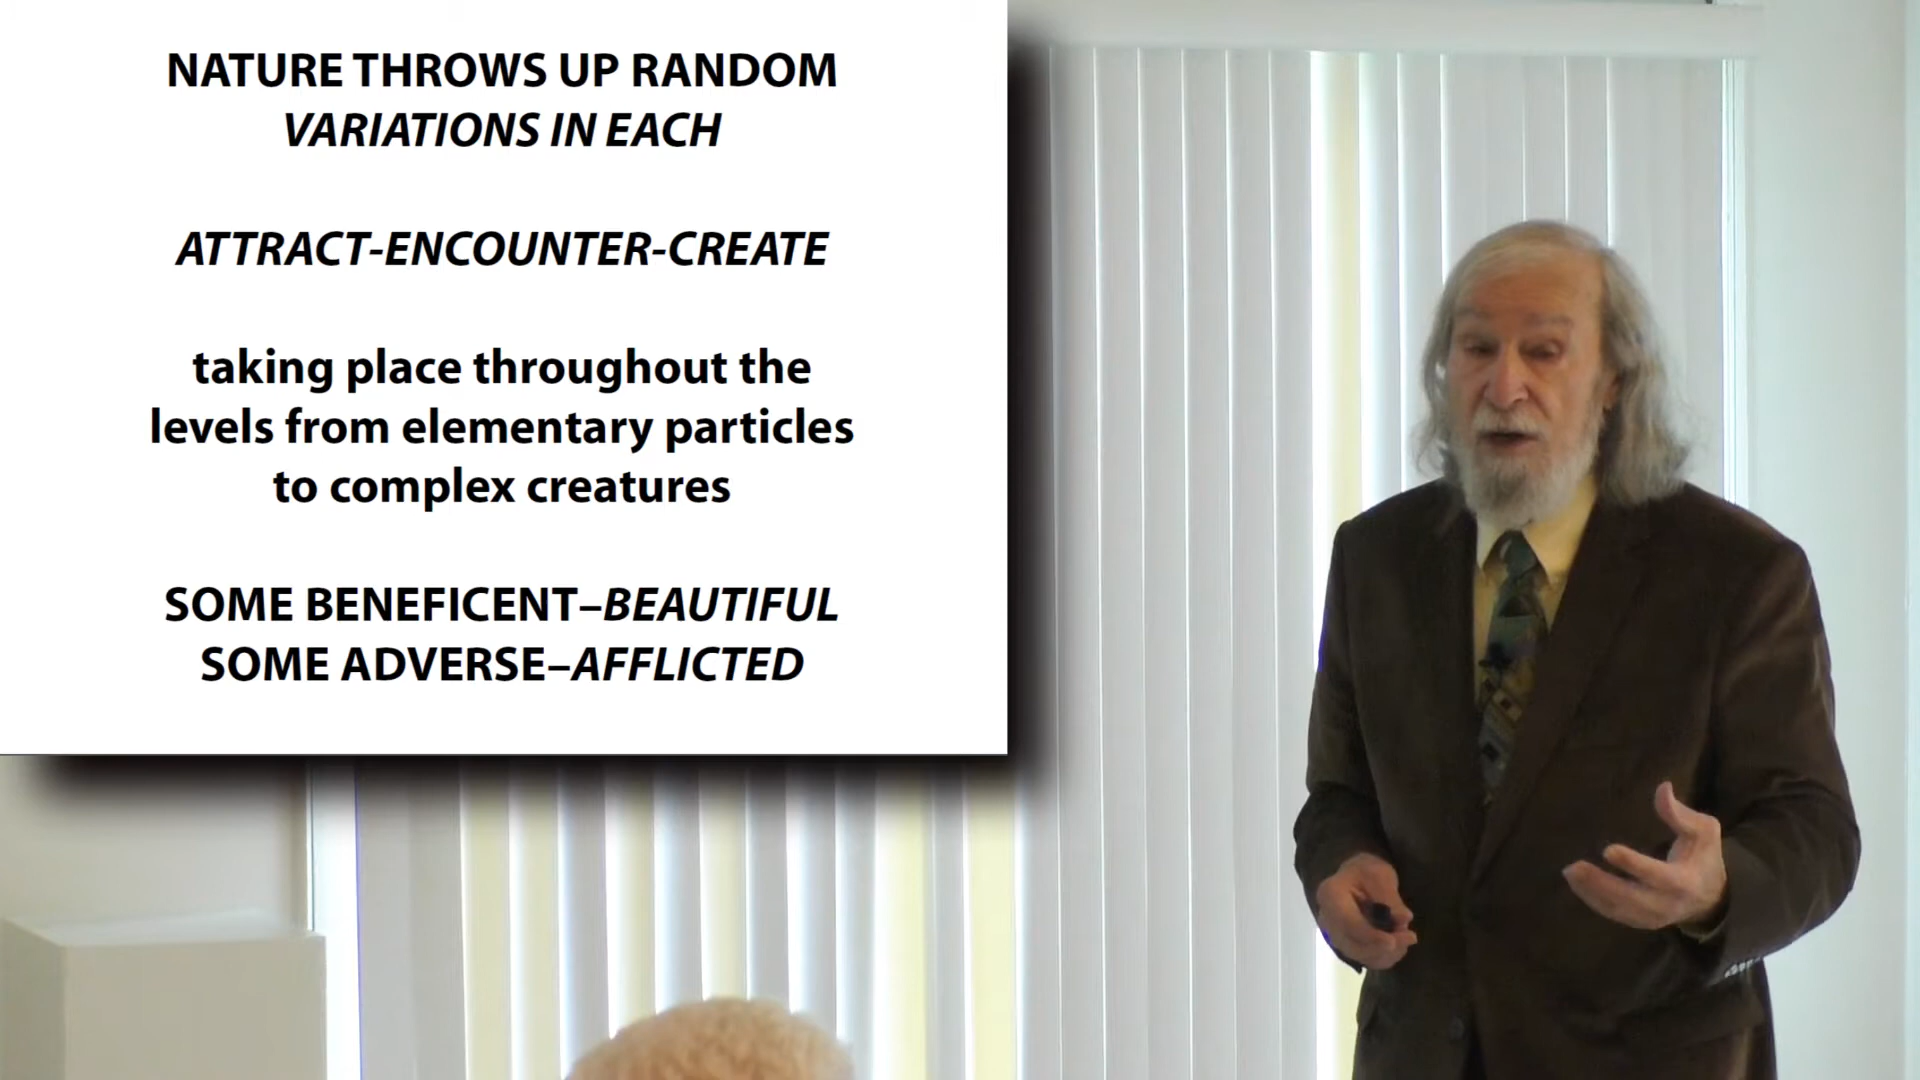 NATURE THROWS UP RANDOM
VARIATIONS IN EACH
ATTRACT-ENCOUNTER-CREATE
taking place throughout the
levels from elementary particles
to complex creatures
SOME BENEFICENT–BEAUTIFUL
SOME ADVERSE–AFFLICTED